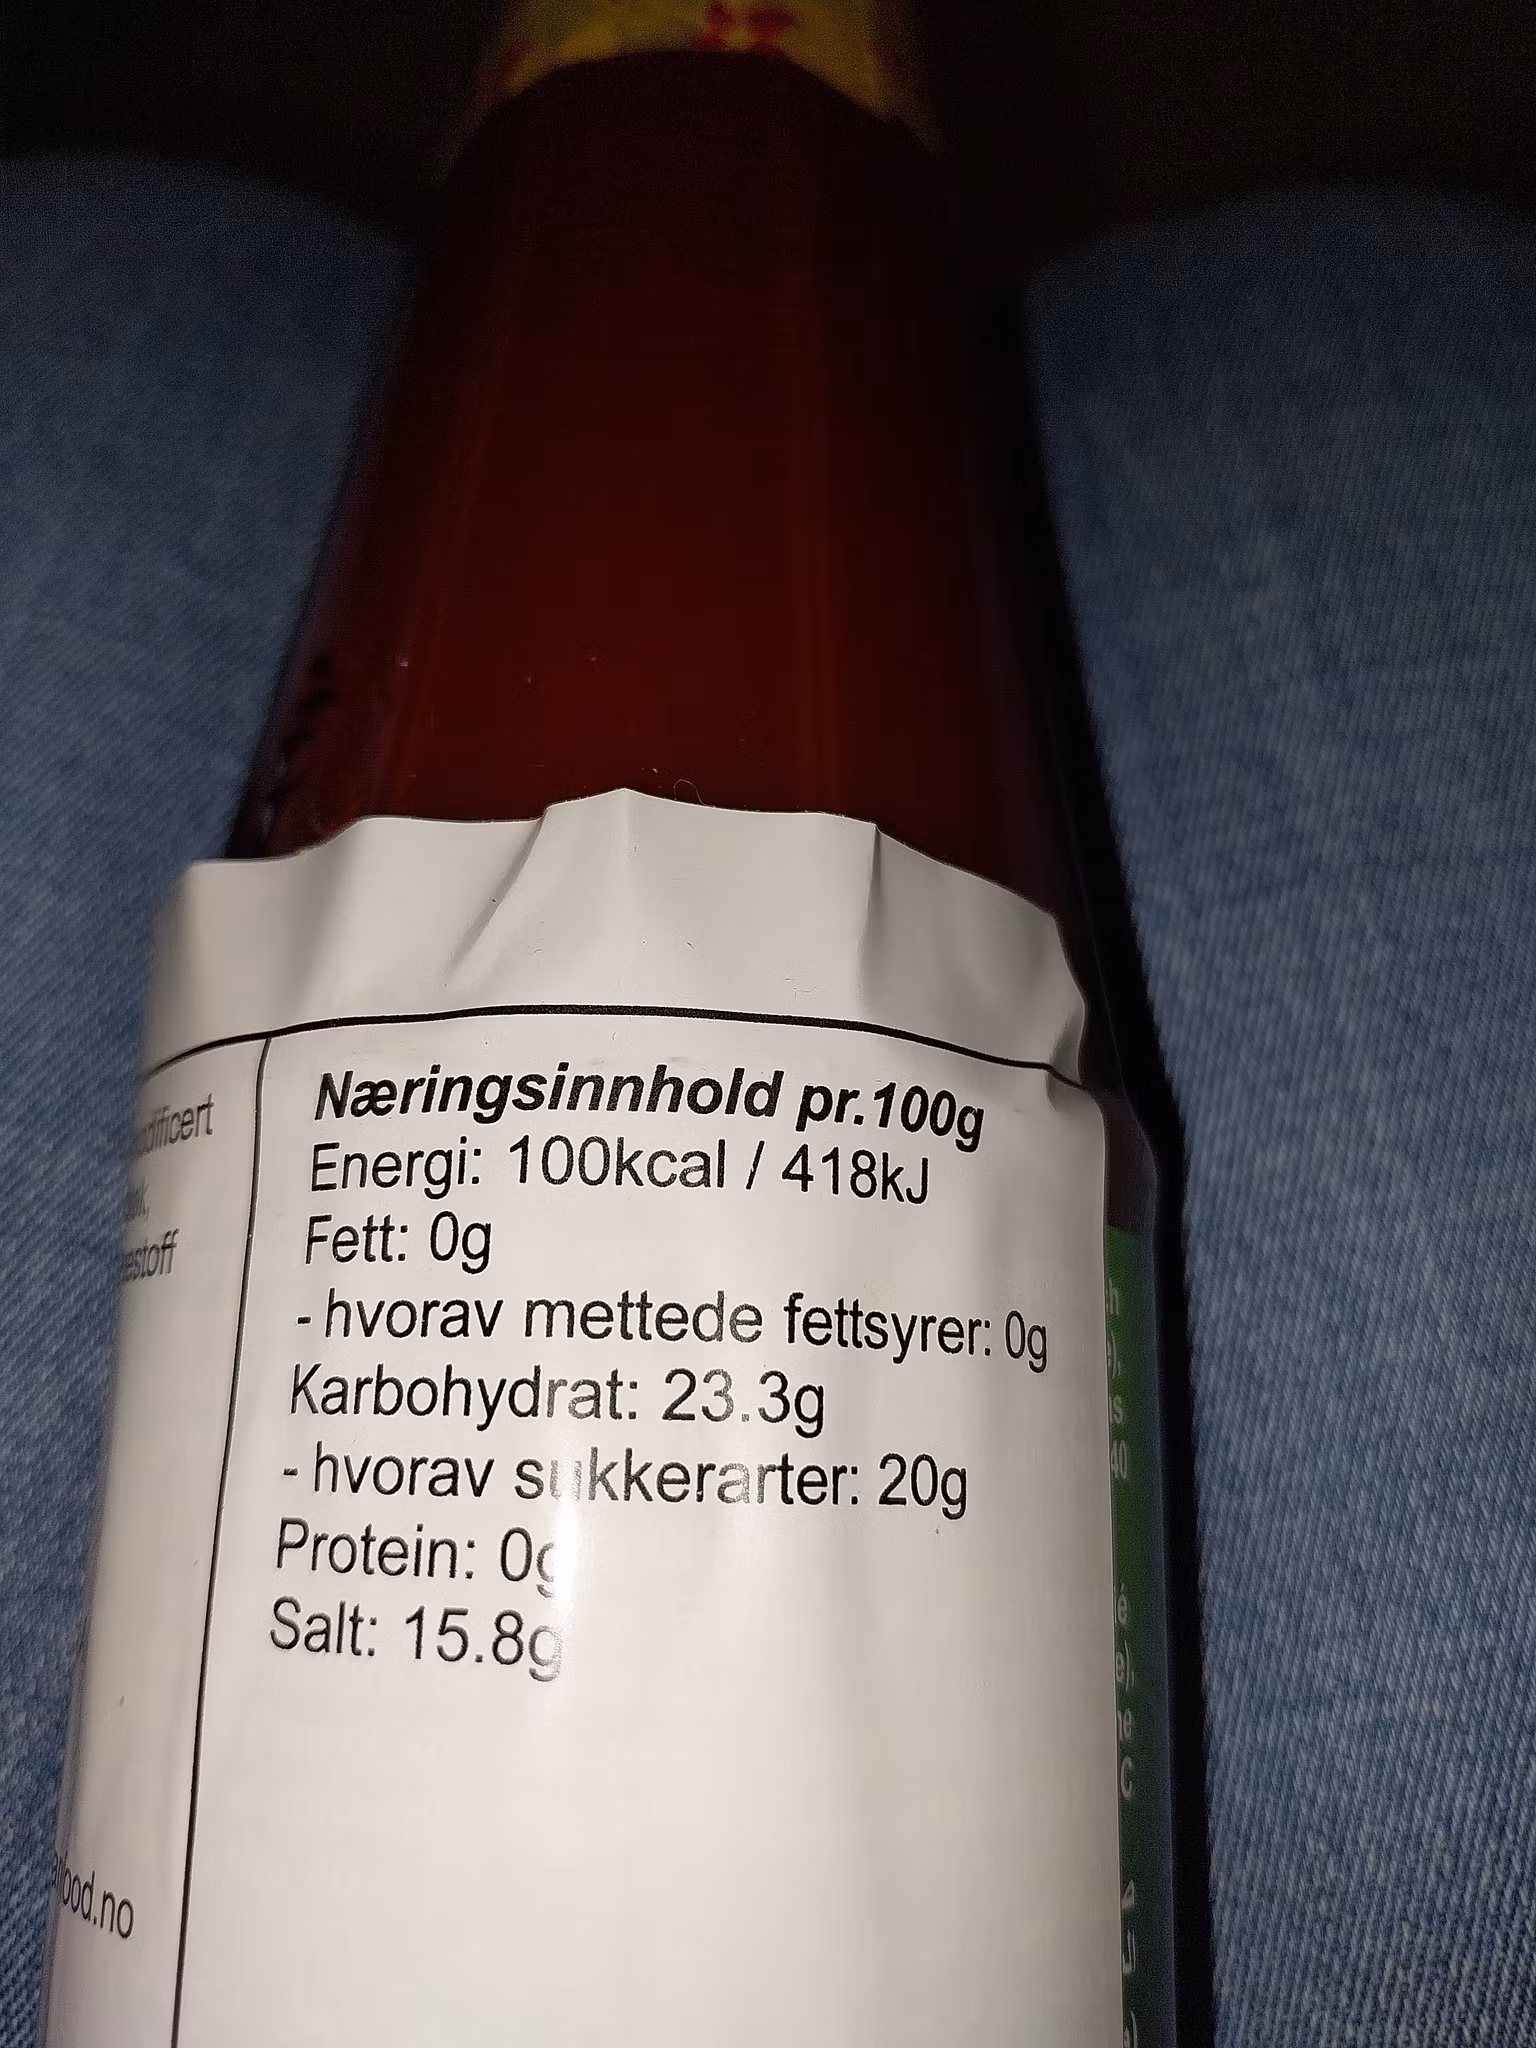 Næringsinnhold pr.100g
Energi: 100kcal / 418kJ
Fett: 0g
- hvorav mettede fettsyrer: 0g
Karbohydrat: 23.3g
- hvorav sukkerarter: 20g
Protein: 0g
Salt: 15.8g